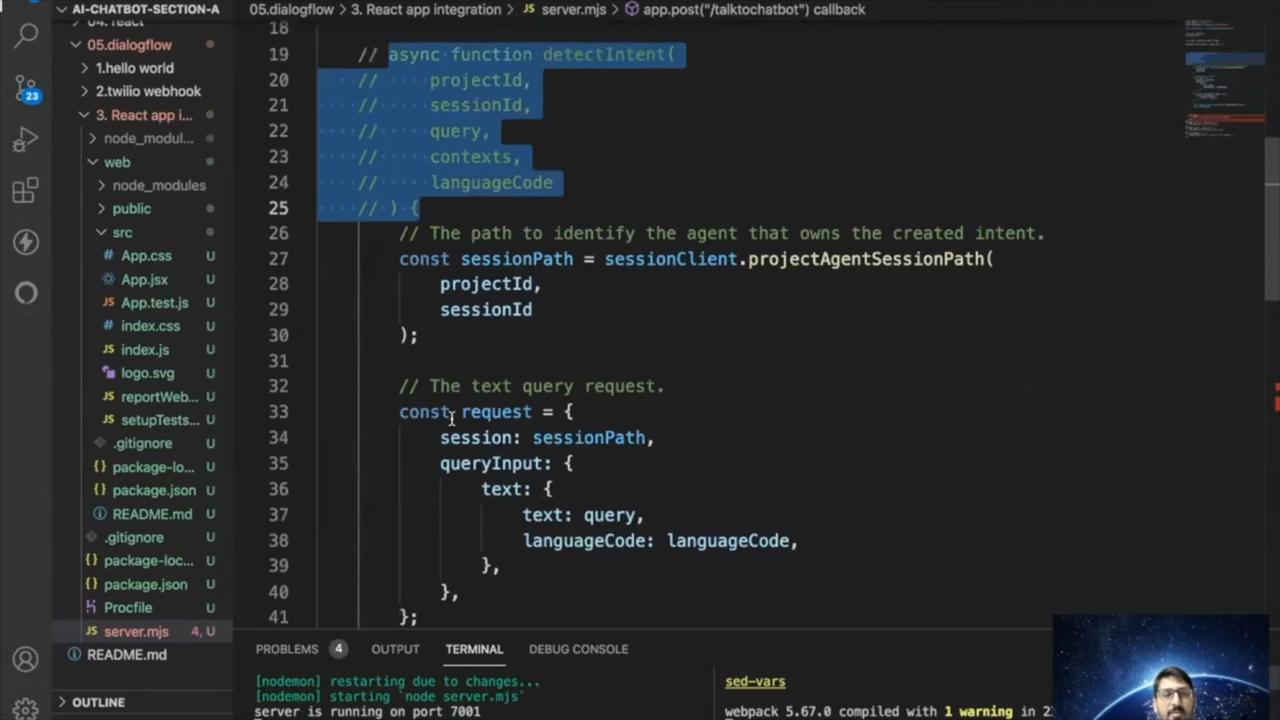 AI-CHATBOT-SECTION-A
05.dialogflow > 3. React app integration > JS server.mjs > app.post("/talktochatbot") callback
04. react
05.dialogflow
1.hello world
2.twilio webhook
3. React app i...
node_modul...
web
node_modules
public
src
# App.css U
App.jsx U
JS App.test.js U
# index.css U
JS index.js U
logo.svg U
JS reportWeb... U
JS setupTests... U
.gitignore U
{} package-lo... U
{} package.json U
README.md U
.gitignore U
{} package-loc... U
{} package.json U
Procfile U
JS server.mjs 4, U
README.md
OUTLINE
23
18
19 // async function detectIntent(
20 // projectId,
21 // sessionId,
22 // query,
23 // contexts,
24 // languageCode
25 // ) {
26 // The path to identify the agent that owns the created intent.
27 const sessionPath = sessionClient.projectAgentSessionPath(
28 projectId,
29 sessionId
30 );
31
32 // The text query request.
33 const request = {
34 session: sessionPath,
35 queryInput: {
36 text: {
37 text: query,
38 languageCode: languageCode,
39 },
40 },
41 };
PROBLEMS 4 OUTPUT TERMINAL DEBUG CONSOLE
[nodemon] restarting due to changes...
[nodemon] starting `node server.mjs`
server is running on port 7001
sed-vars
webpack 5.67.0 compiled with 1 warning in 2